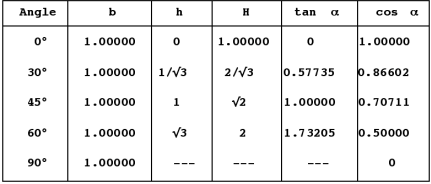 Angle b h H tan α cos α
0° 1.00000 0 1.00000 0 1.00000
30° 1.00000 1/√3 2/√3 0.57735 0.86602
45° 1.00000 1 √2 1.00000 0.70711
60° 1.00000 √3 2 1.73205 0.50000
90° 1.00000 --- --- --- 0